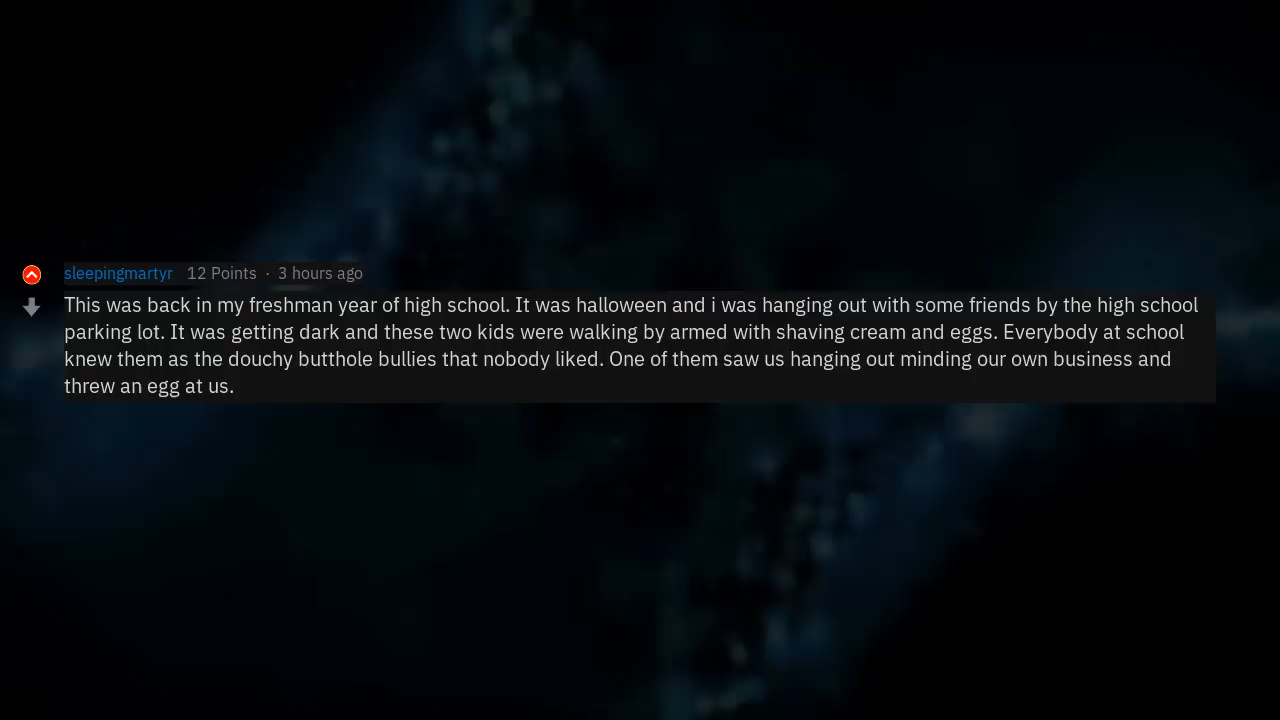 sleepingmartyr 12 Points · 3 hours ago
This was back in my freshman year of high school. It was halloween and i was hanging out with some friends by the high school
parking lot. It was getting dark and these two kids were walking by armed with shaving cream and eggs. Everybody at school
knew them as the douchy butthole bullies that nobody liked. One of them saw us hanging out minding our own business and
threw an egg at us.